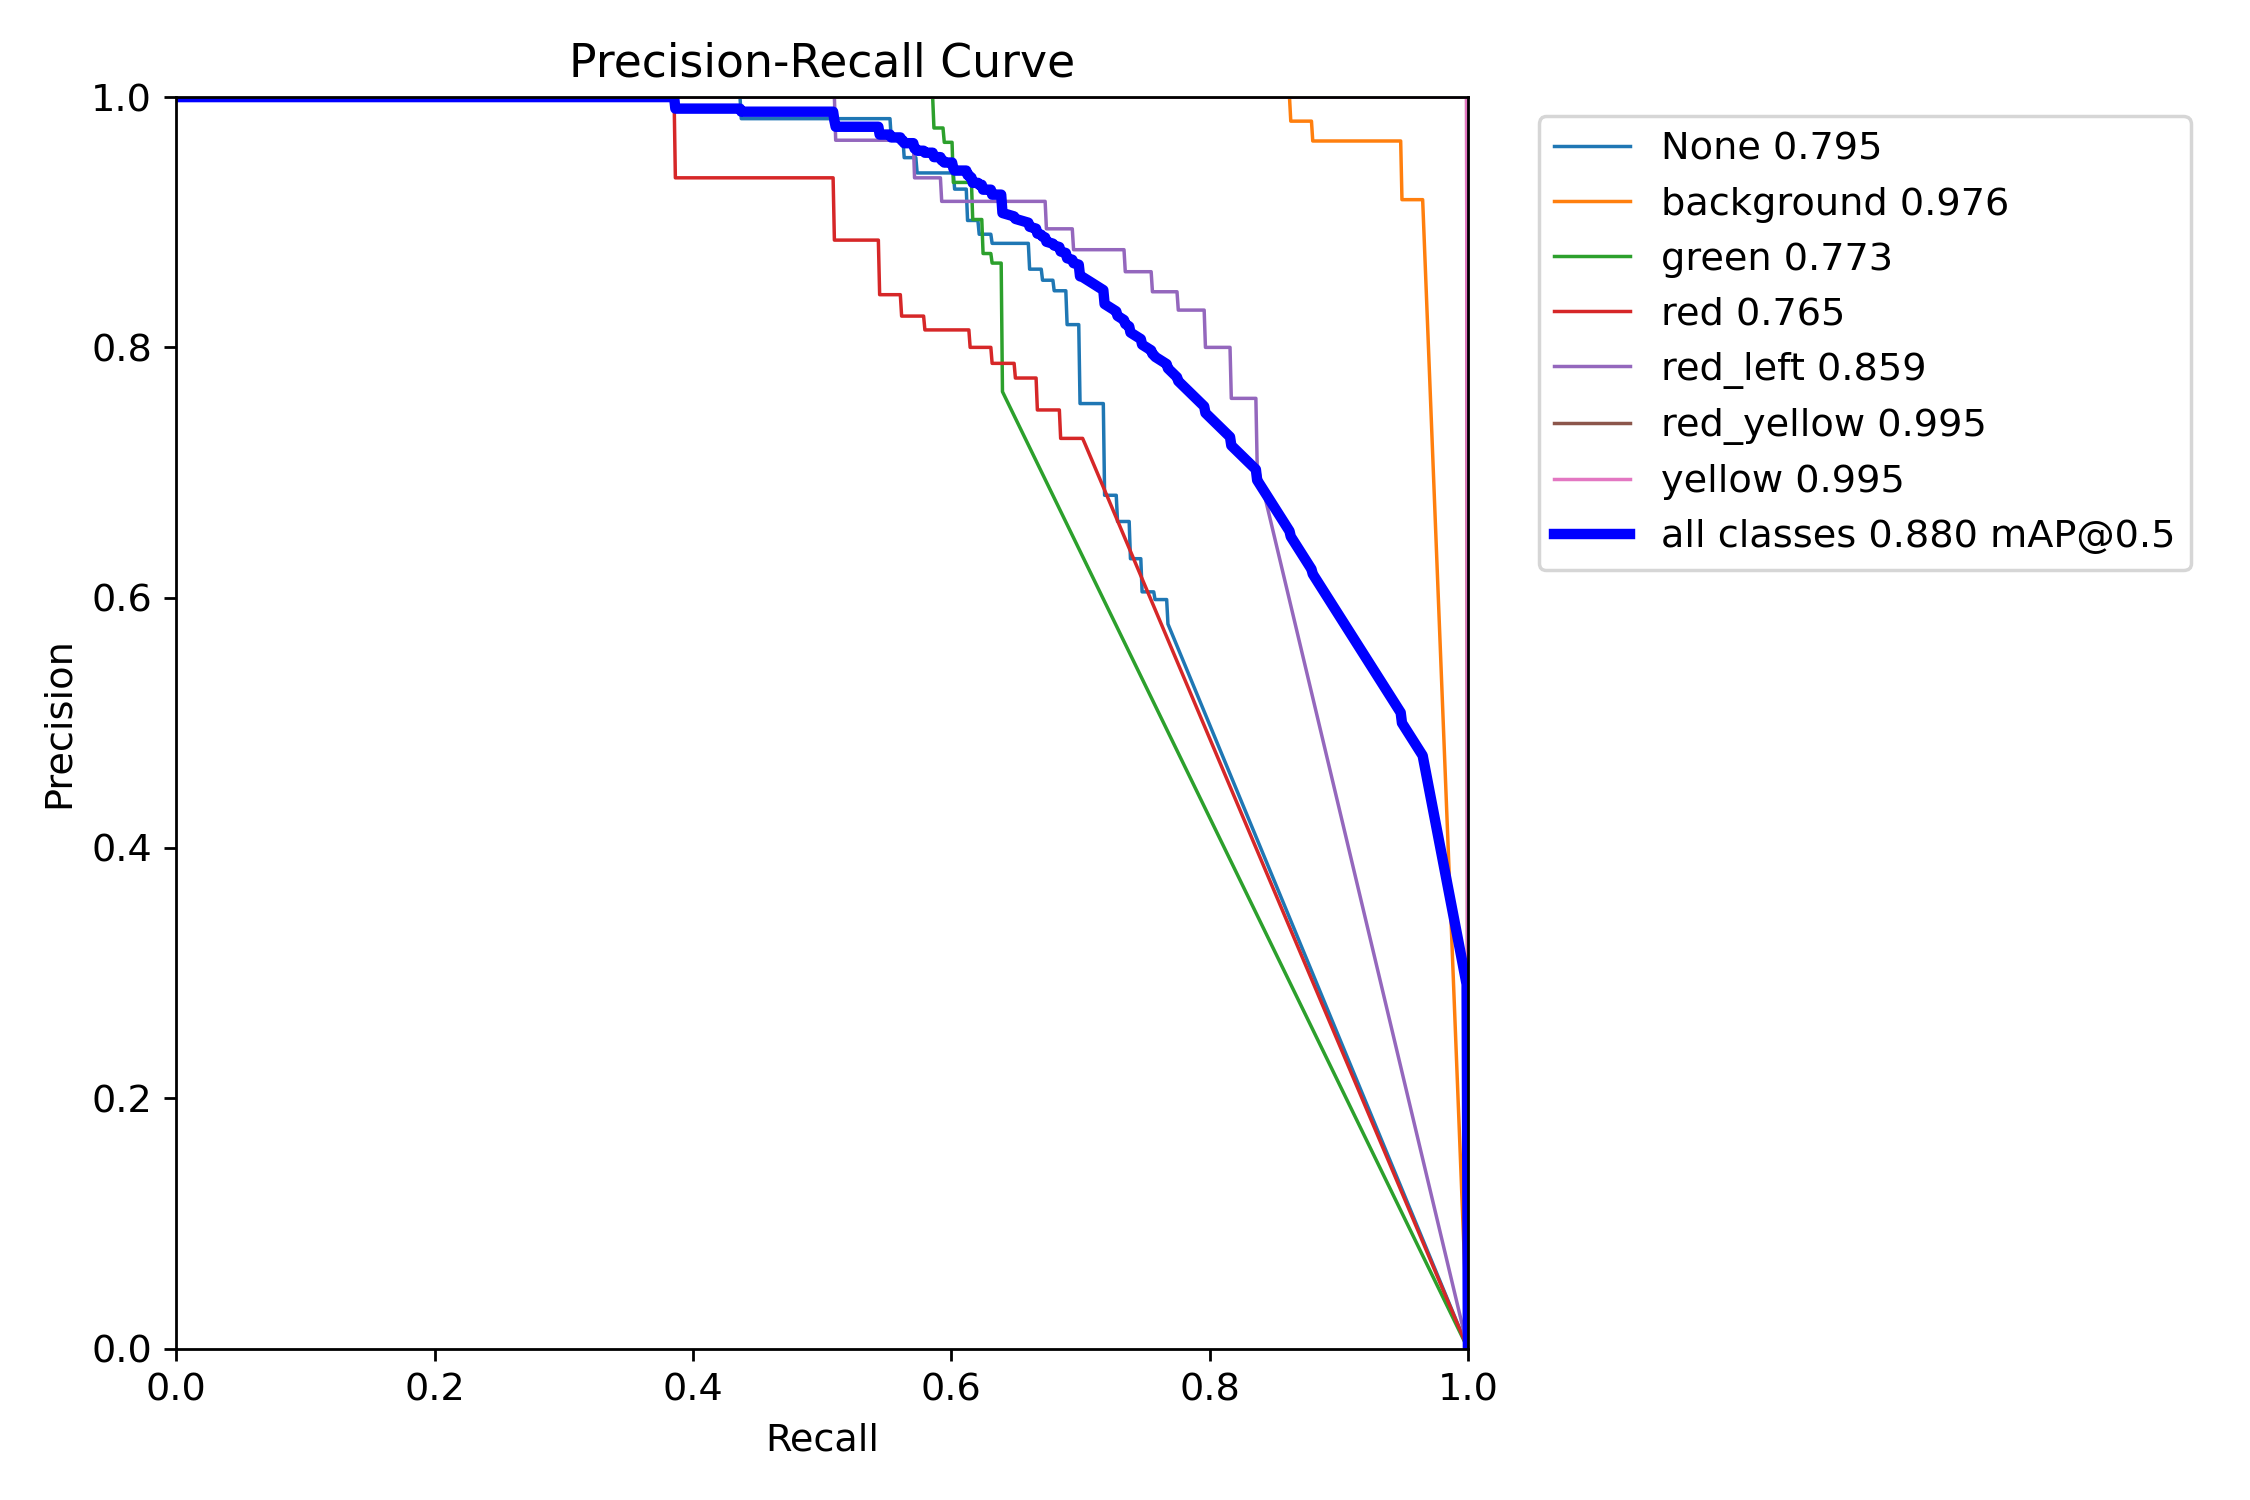 Precision-Recall Curve
1.0
0.8
0.6
0.4
0.2
0.0
Precision
0.0 0.2 0.4 0.6 0.8 1.0
Recall
None 0.795
background 0.976
green 0.773
red 0.765
red_left 0.859
red_yellow 0.995
yellow 0.995
all classes 0.880 mAP@0.5